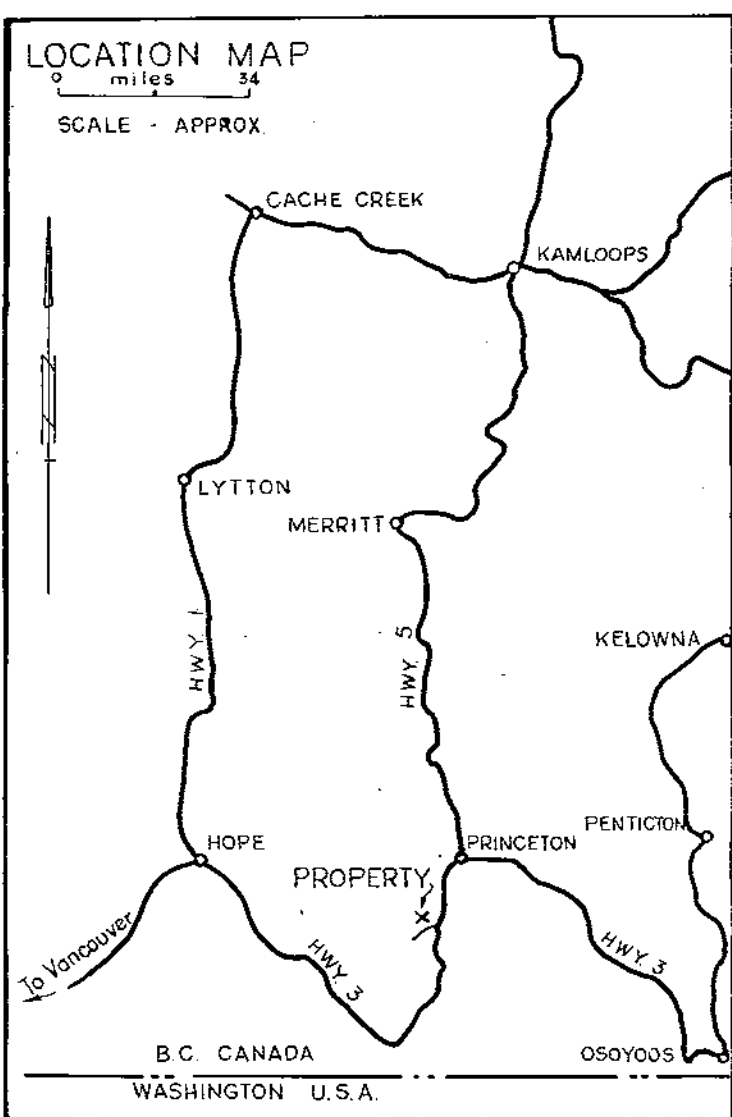 LOCATION MAP
0 miles 34
SCALE - APPROX.
CACHE CREEK
KAMLOOPS
LYTTON
MERRITT
HWY. 1
HWY. 5
KELOWNA
PENTICTON
HOPE
PRINCETON
PROPERTY
X
To Vancouver
HWY. 3
HWY. 3
B.C. CANADA
OSOYOOS
WASHINGTON U.S.A.